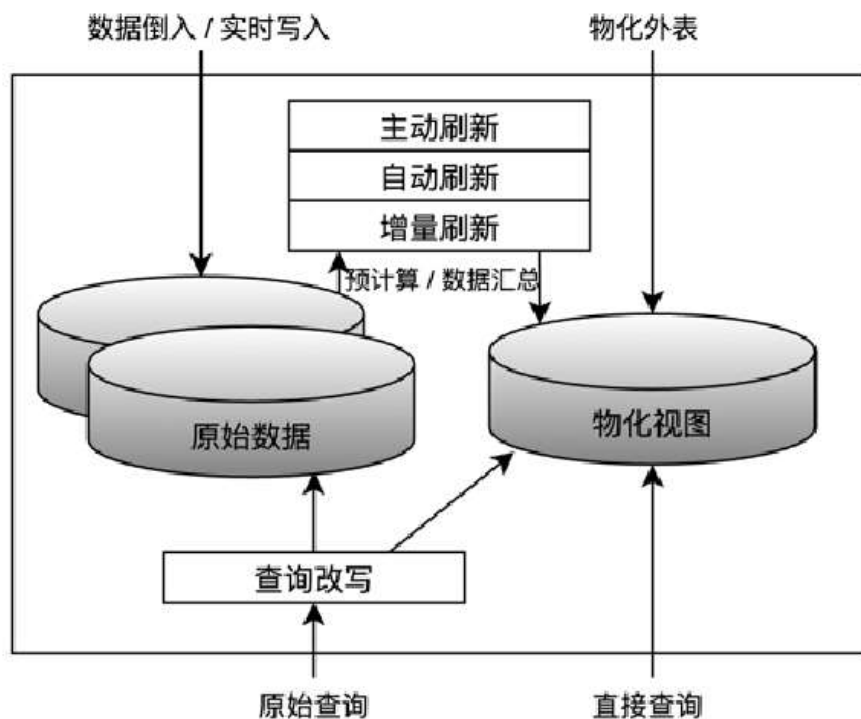 数据倒入 / 实时写入
物化外表
主动刷新
自动刷新
增量刷新
预计算 / 数据汇总
原始数据
物化视图
查询改写
原始查询
直接查询